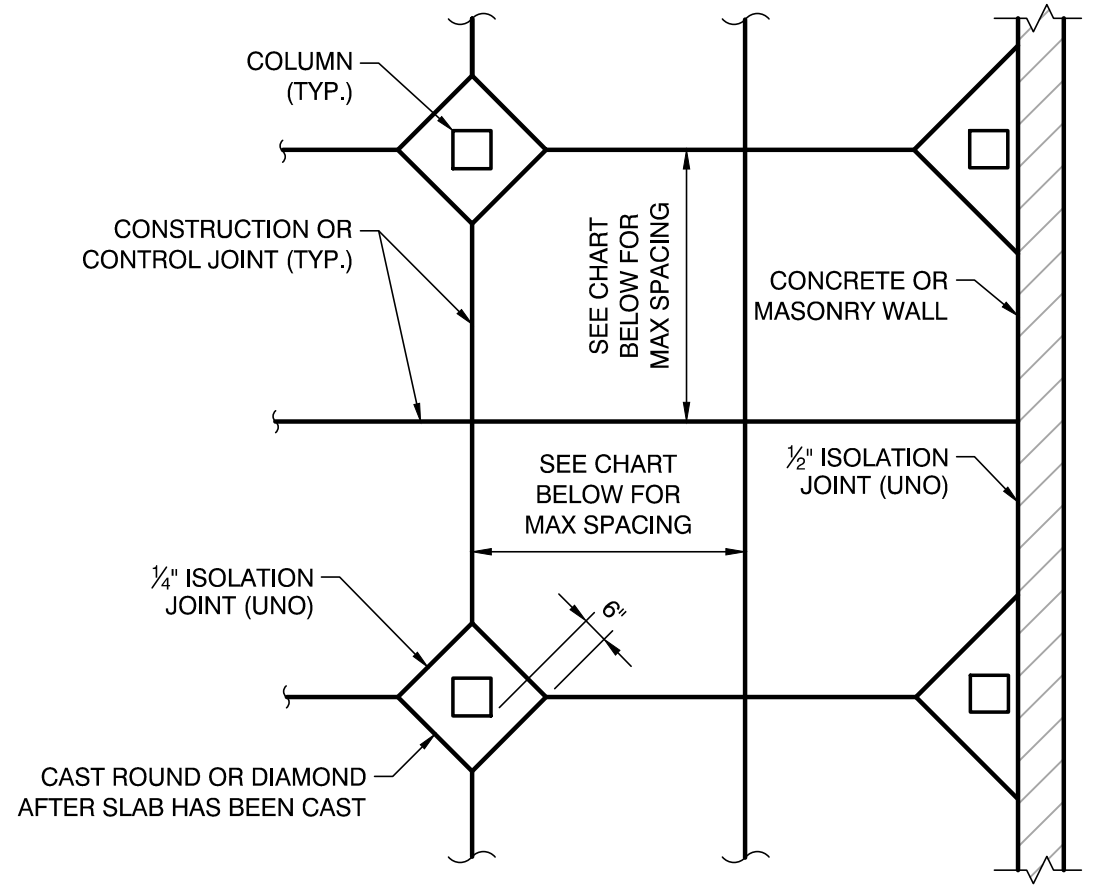 COLUMN
(TYP.)
CONSTRUCTION OR
CONTROL JOINT (TYP.)
SEE CHART
BELOW FOR
MAX SPACING
CONCRETE OR
MASONRY WALL
SEE CHART
BELOW FOR
MAX SPACING
½" ISOLATION
JOINT (UNO)
¼" ISOLATION
JOINT (UNO)
6"
CAST ROUND OR DIAMOND
AFTER SLAB HAS BEEN CAST